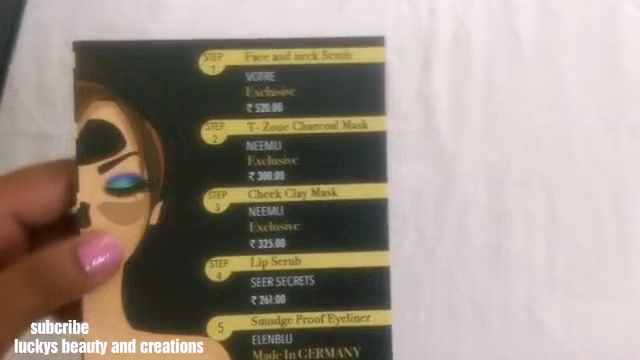 STEP 1 Face and neck Serum
VOTRE
Exclusive
₹ 520.00
STEP 2 T- Zone Charcoal Mask
NEEMLI
Exclusive
₹ 300.00
STEP 3 Cheek Clay Mask
NEEMLI
Exclusive
₹ 325.00
STEP 4 Lip Scrub
SEER SECRETS
₹ 261.00
5 Smudge Proof Eyeliner
ELENBLU
Made In GERMANY
subcribe
luckys beauty and creations